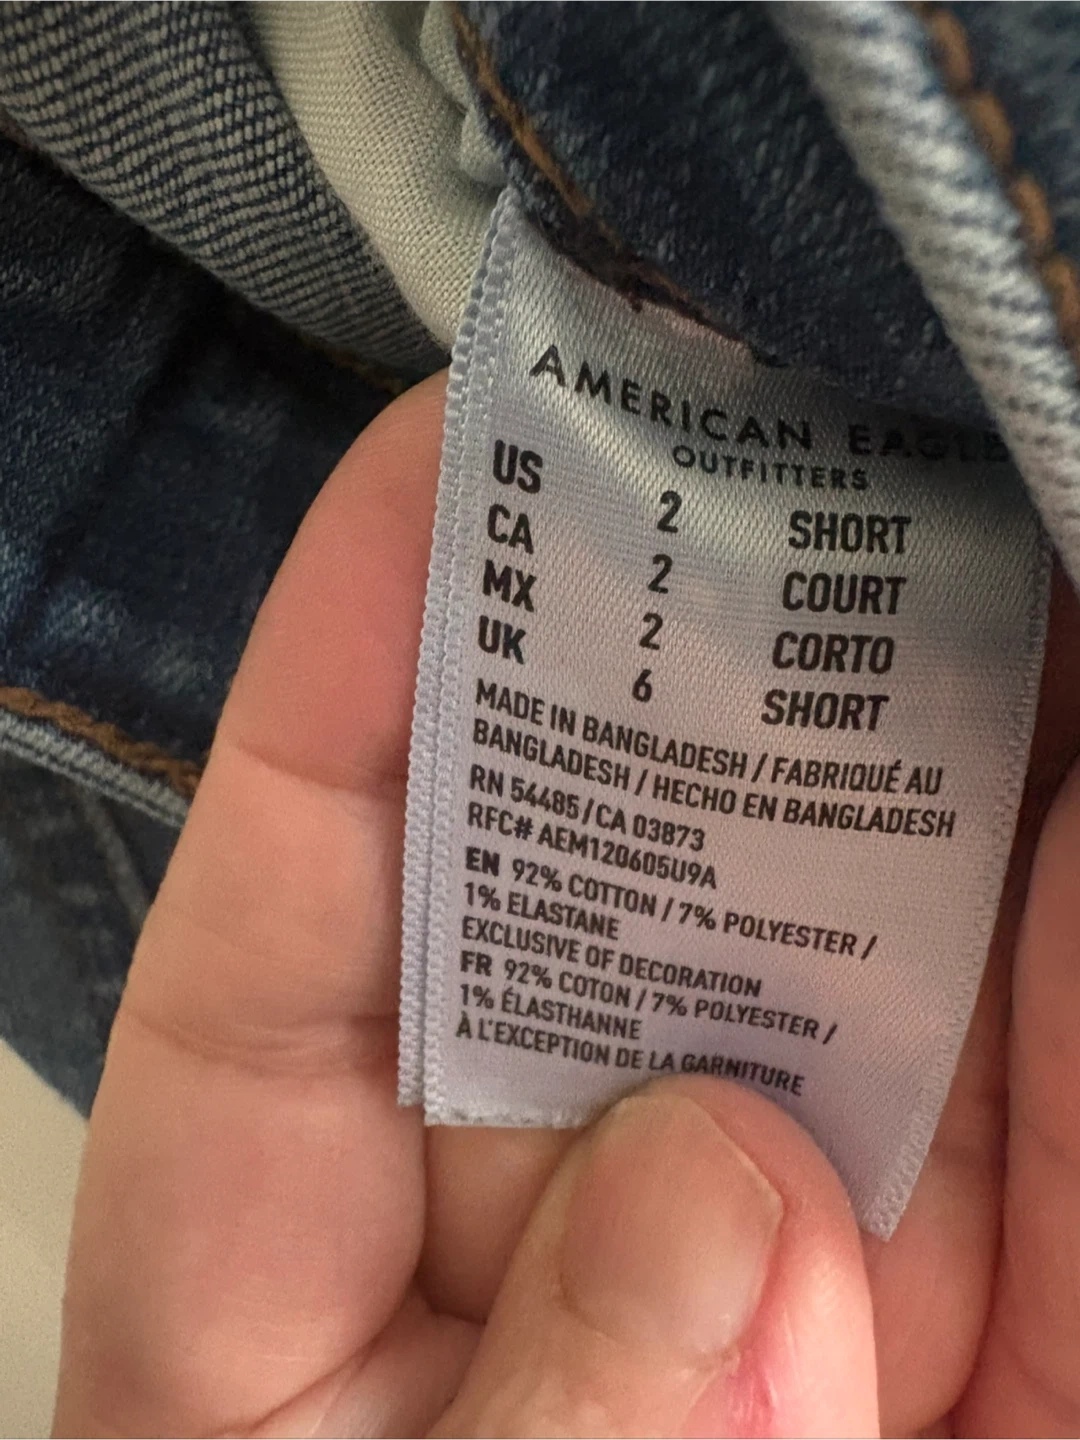 AMERICAN EAGLE
OUTFITTERS
US 2 SHORT
CA 2 COURT
MX 2 CORTO
UK 6 SHORT
MADE IN BANGLADESH / FABRIQUÉ AU
BANGLADESH / HECHO EN BANGLADESH
RN 54485 / CA 03873
RFC# AEM120605U9A
EN 92% COTTON / 7% POLYESTER /
1% ELASTANE
EXCLUSIVE OF DECORATION
FR 92% COTON / 7% POLYESTER /
1% ÉLASTHANNE
À L'EXCEPTION DE LA GARNITURE